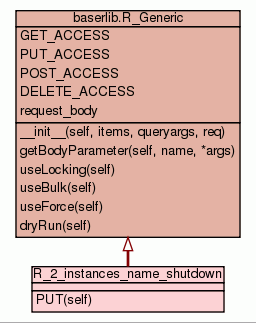 baserlib.R_Generic
GET_ACCESS
PUT_ACCESS
POST_ACCESS
DELETE_ACCESS
request_body
__init__(self, items, queryargs, req)
getBodyParameter(self, name, *args)
useLocking(self)
useBulk(self)
useForce(self)
dryRun(self)
R_2_instances_name_shutdown
PUT(self)